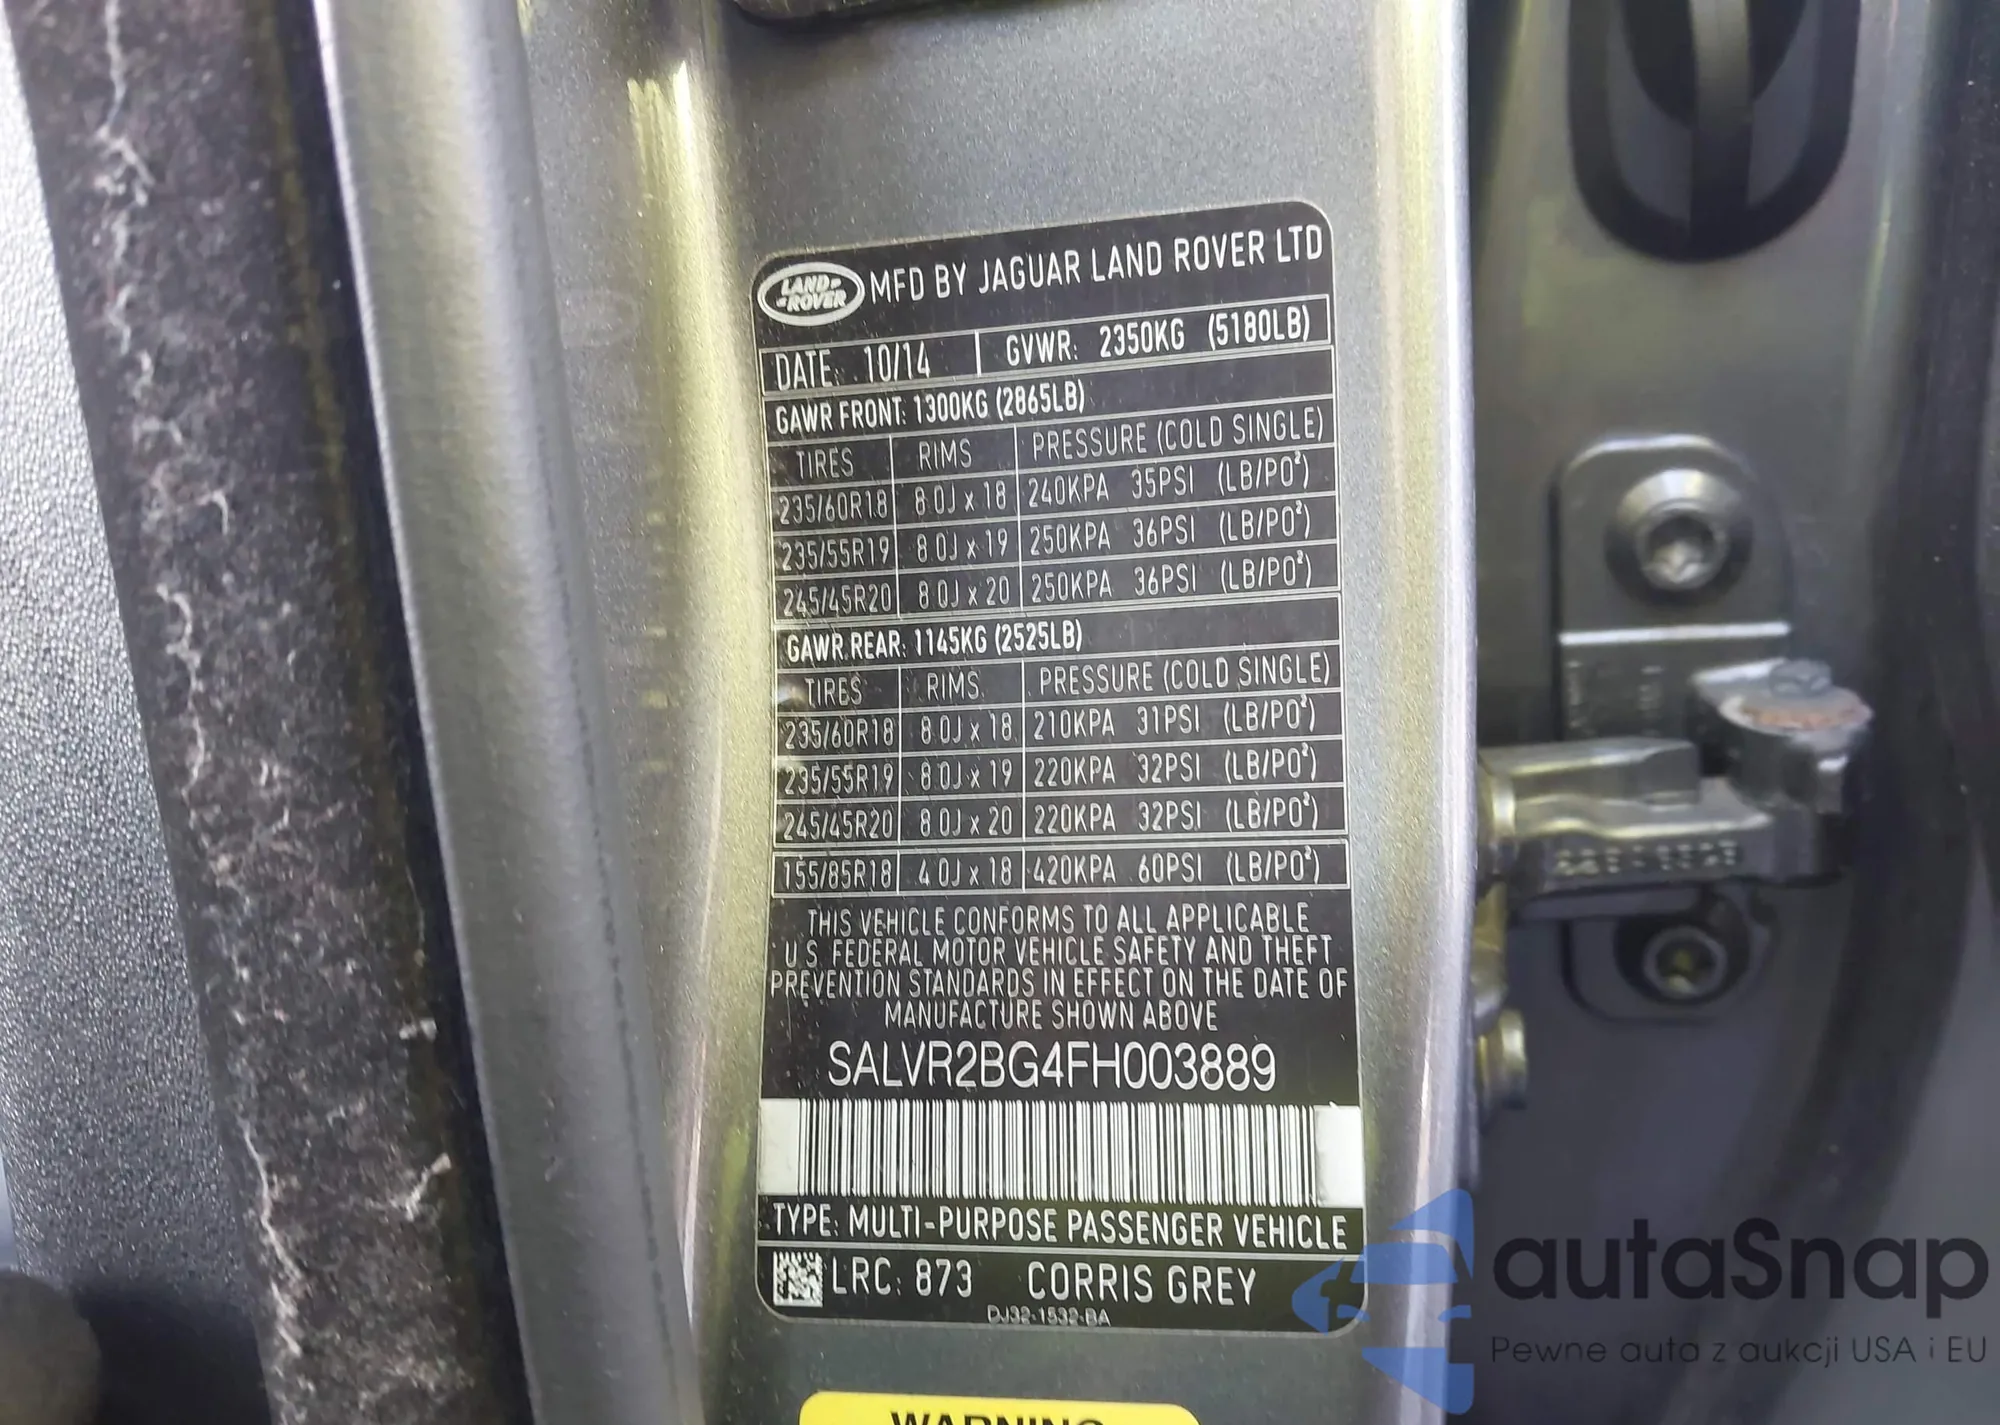 LAND ROVER
MFD BY JAGUAR LAND ROVER LTD
DATE: 10/14 GVWR: 2350KG (5180LB)
GAWR FRONT: 1300KG (2865LB)
TIRES RIMS PRESSURE (COLD SINGLE)
235/60R18 8.0J x 18 240KPA 35PSI (LB/PO²)
235/55R19 8.0J x 19 250KPA 36PSI (LB/PO²)
245/45R20 8.0J x 20 250KPA 36PSI (LB/PO²)
GAWR REAR: 1145KG (2525LB)
TIRES RIMS PRESSURE (COLD SINGLE)
235/60R18 8.0J x 18 210KPA 31PSI (LB/PO²)
235/55R19 8.0J x 19 220KPA 32PSI (LB/PO²)
245/45R20 8.0J x 20 220KPA 32PSI (LB/PO²)
155/85R18 4.0J x 18 420KPA 60PSI (LB/PO²)
THIS VEHICLE CONFORMS TO ALL APPLICABLE
U.S. FEDERAL MOTOR VEHICLE SAFETY AND THEFT
PREVENTION STANDARDS IN EFFECT ON THE DATE OF
MANUFACTURE SHOWN ABOVE
SALVR2BG4FH003889
TYPE: MULTI-PURPOSE PASSENGER VEHICLE
LRC: 873 CORRIS GREY
DJ32-1532-BA
WARNING
autaSnap
Pewne auta z aukcji USA i EU